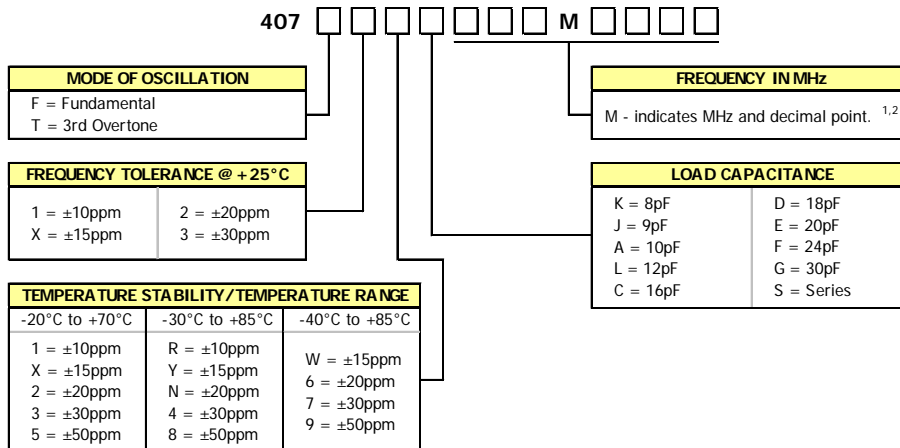 407 M
MODE OF OSCILLATION
F = Fundamental
T = 3rd Overtone
FREQUENCY IN MHz
M - indicates MHz and decimal point. 1,2
FREQUENCY TOLERANCE @ +25°C
1 = ±10ppm 2 = ±20ppm
X = ±15ppm 3 = ±30ppm
LOAD CAPACITANCE
K = 8pF D = 18pF
J = 9pF E = 20pF
A = 10pF F = 24pF
L = 12pF G = 30pF
C = 16pF S = Series
TEMPERATURE STABILITY/TEMPERATURE RANGE
-20°C to +70°C -30°C to +85°C -40°C to +85°C
1 = ±10ppm R = ±10ppm
W = ±15ppm
X = ±15ppm Y = ±15ppm
6 = ±20ppm
2 = ±20ppm N = ±20ppm
7 = ±30ppm
3 = ±30ppm 4 = ±30ppm
9 = ±50ppm
5 = ±50ppm 8 = ±50ppm